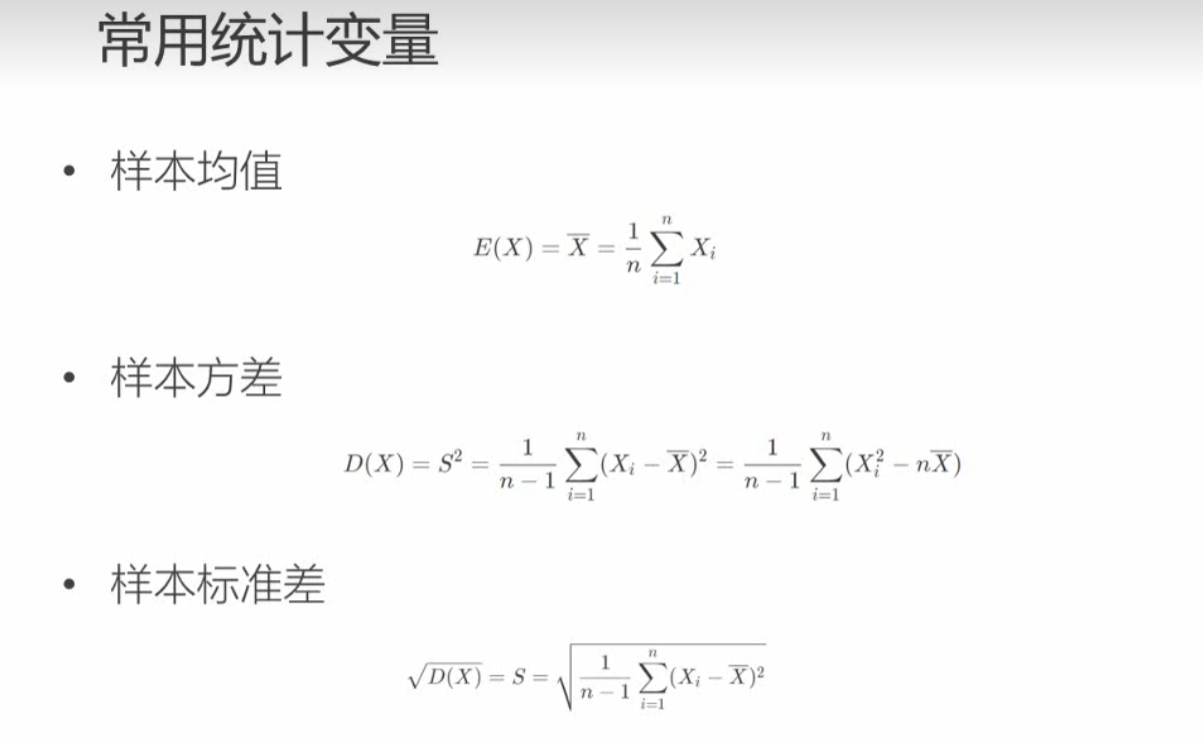 常用统计变量
• 样本均值
$E(X) = \overline{X} = \frac{1}{n} \sum_{i=1}^{n} X_i$
• 样本方差
$D(X) = S^2 = \frac{1}{n-1} \sum_{i=1}^{n} (X_i - \overline{X})^2 = \frac{1}{n-1} \sum_{i=1}^{n} (X_i^2 - n\overline{X})$
• 样本标准差
$\sqrt{D(X)} = S = \sqrt{\frac{1}{n-1} \sum_{i=1}^{n} (X_i - \overline{X})^2}$